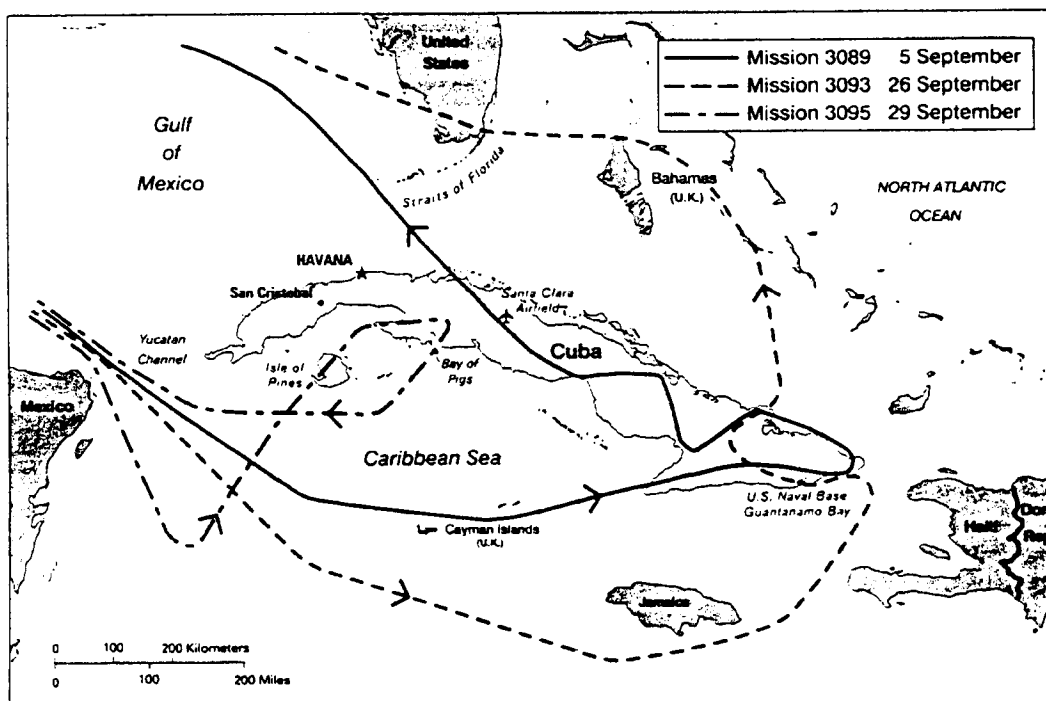 United
States
Mission 3089 5 September
Mission 3093 26 September
Mission 3095 29 September
Gulf
of
Mexico
Straits of Florida
Bahamas
(U.K.)
NORTH ATLANTIC
OCEAN
HAVANA
San Cristobal
Santa Clara
Airfield
Yucatan
Channel
Isle of
Pines
Bay of
Pigs
Cuba
Mexico
Caribbean Sea
U.S. Naval Base
Guantanamo Bay
Cayman Islands
(U.K.)
Haiti
Dom
Rep
Jamaica
0 100 200 Kilometers
0 100 200 Miles